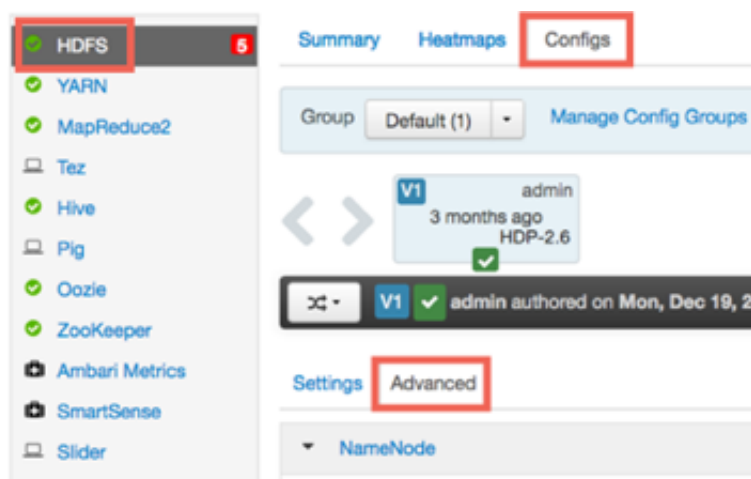 HDFS 5
YARN
MapReduce2
Tez
Hive
Pig
Oozie
ZooKeeper
Ambari Metrics
SmartSense
Slider
Summary Heatmaps Configs
Group Default (1) Manage Config Groups
V1 admin
3 months ago
HDP-2.6
V1 admin authored on Mon, Dec 19, 2
Settings Advanced
NameNode